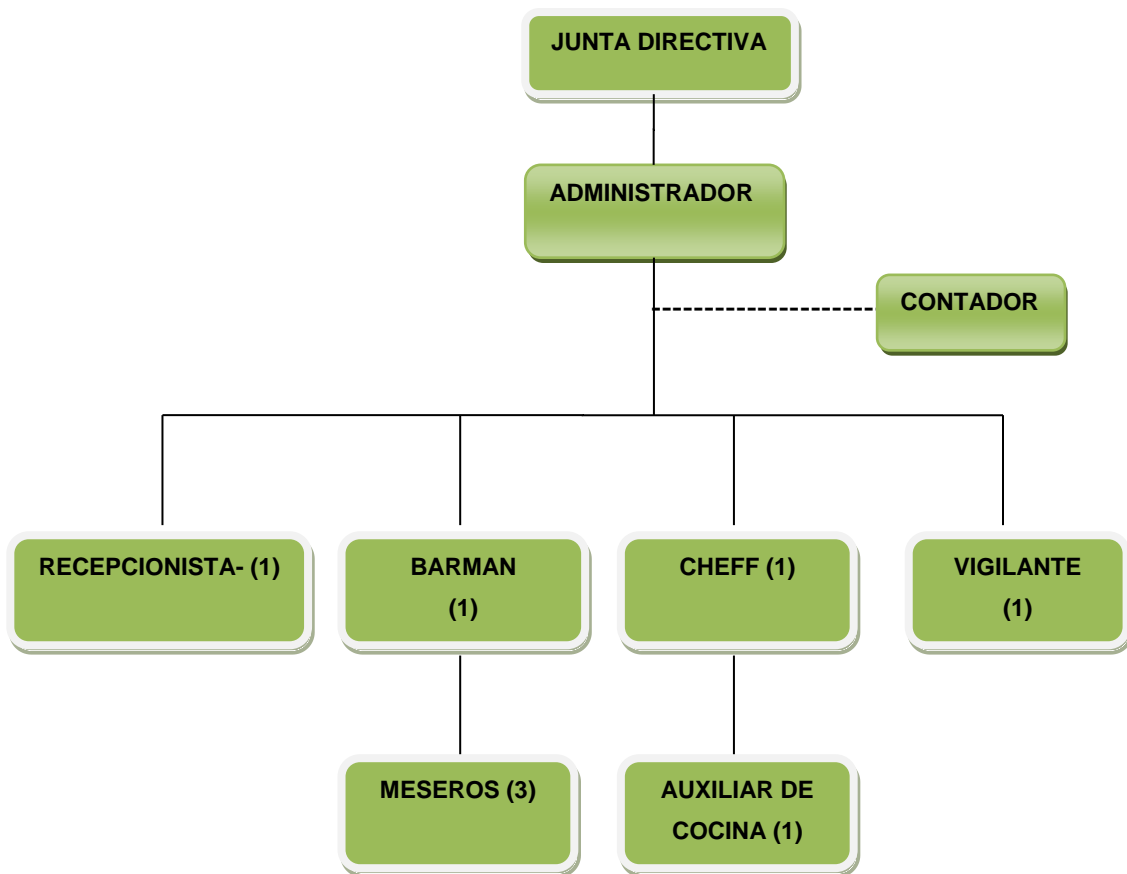 JUNTA DIRECTIVA
ADMINISTRADOR
CONTADOR
RECEPCIONISTA- (1)
BARMAN
(1)
CHEFF (1)
VIGILANTE
(1)
MESEROS (3)
AUXILIAR DE
COCINA (1)